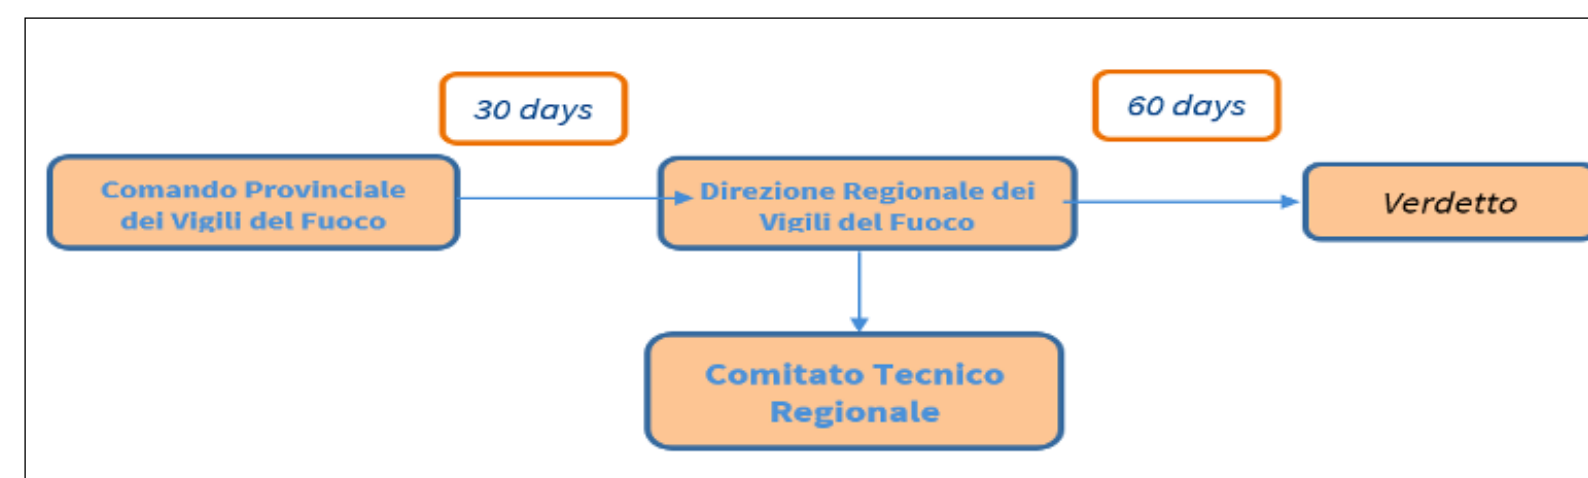 30 days
60 days
Comando Provinciale
dei Vigili del Fuoco
Direzione Regionale dei
Vigili del Fuoco
Verdetto
Comitato Tecnico
Regionale